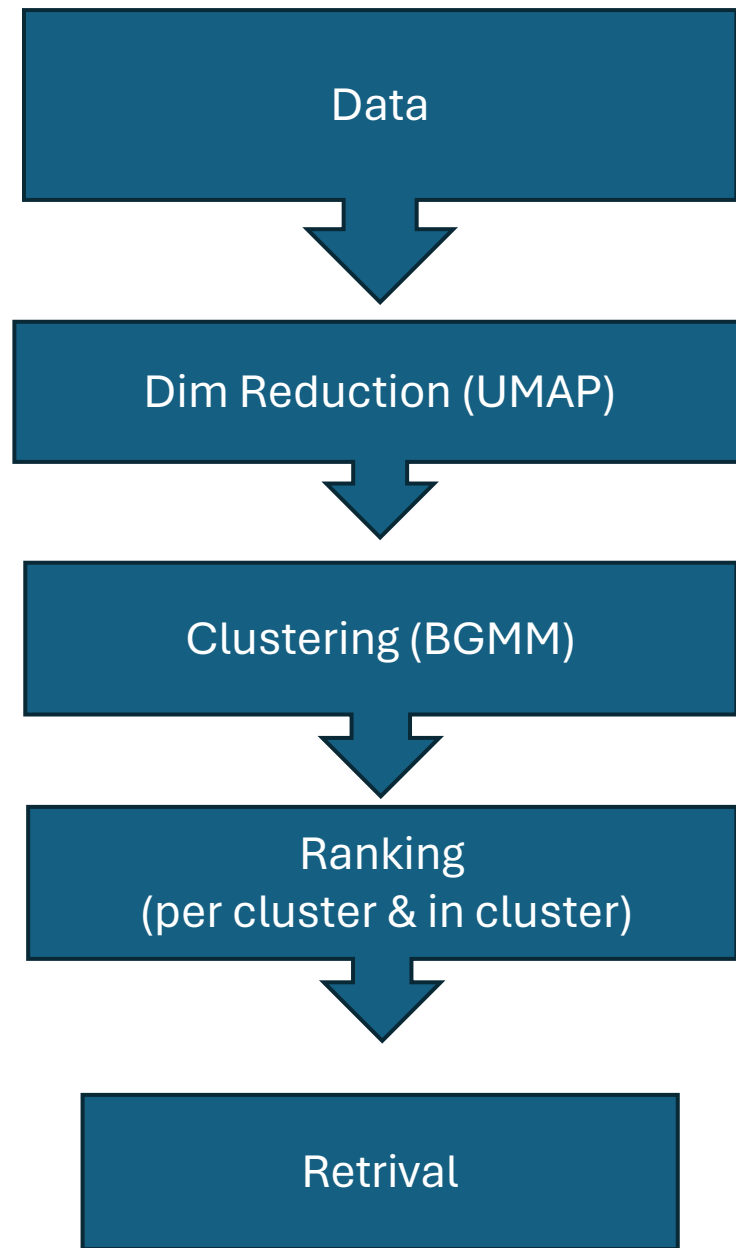 Data
Dim Reduction (UMAP)
Clustering (BGMM)
Ranking
(per cluster & in cluster)
Retrival